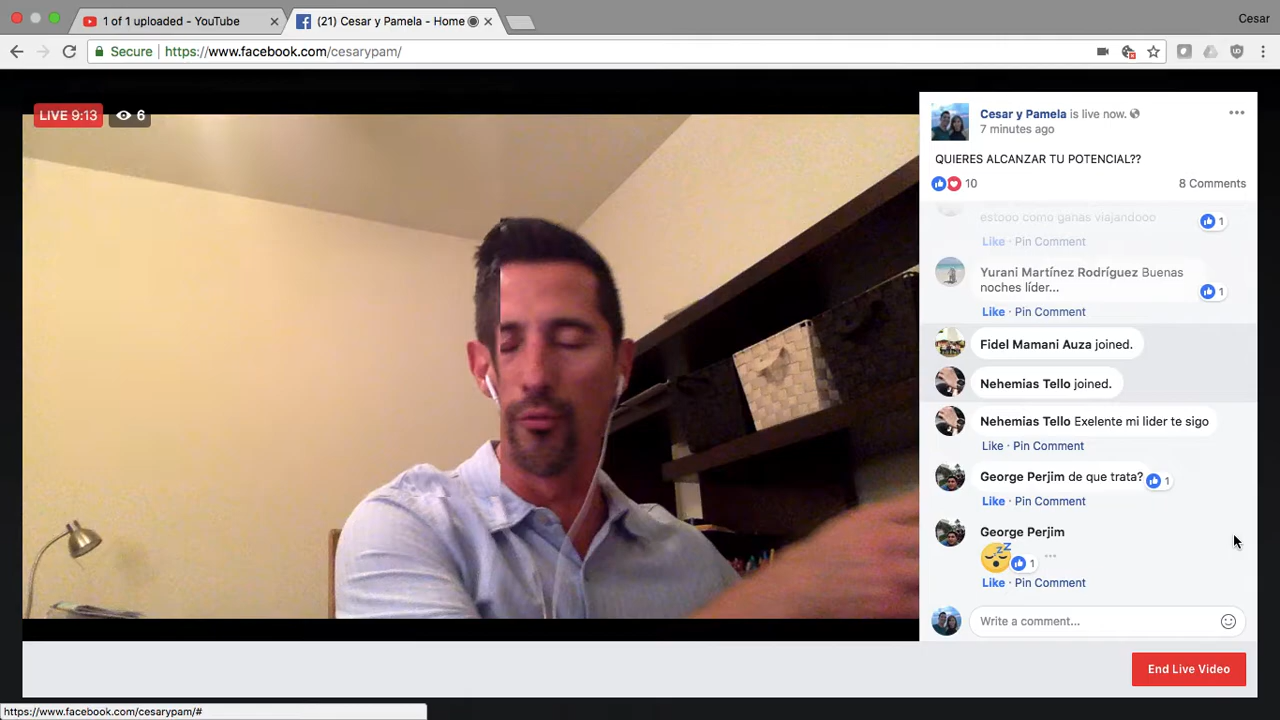 1 of 1 uploaded - YouTube
(21) Cesar y Pamela - Home
Cesar
Secure
https://www.facebook.com/cesarypam/
LIVE 9:13
6
Cesar y Pamela is live now.
7 minutes ago
QUIERES ALCANZAR TU POTENCIAL??
10
8 Comments
estooo como ganas viajandooo
1
Like · Pin Comment
Yurani Martínez Rodríguez Buenas
noches líder...
1
Like · Pin Comment
Fidel Mamani Auza joined.
Nehemias Tello joined.
Nehemias Tello Exelente mi lider te sigo
Like · Pin Comment
George Perjim de que trata?
1
Like · Pin Comment
George Perjim
1
Like · Pin Comment
Write a comment...
End Live Video
https://www.facebook.com/cesarypam/#